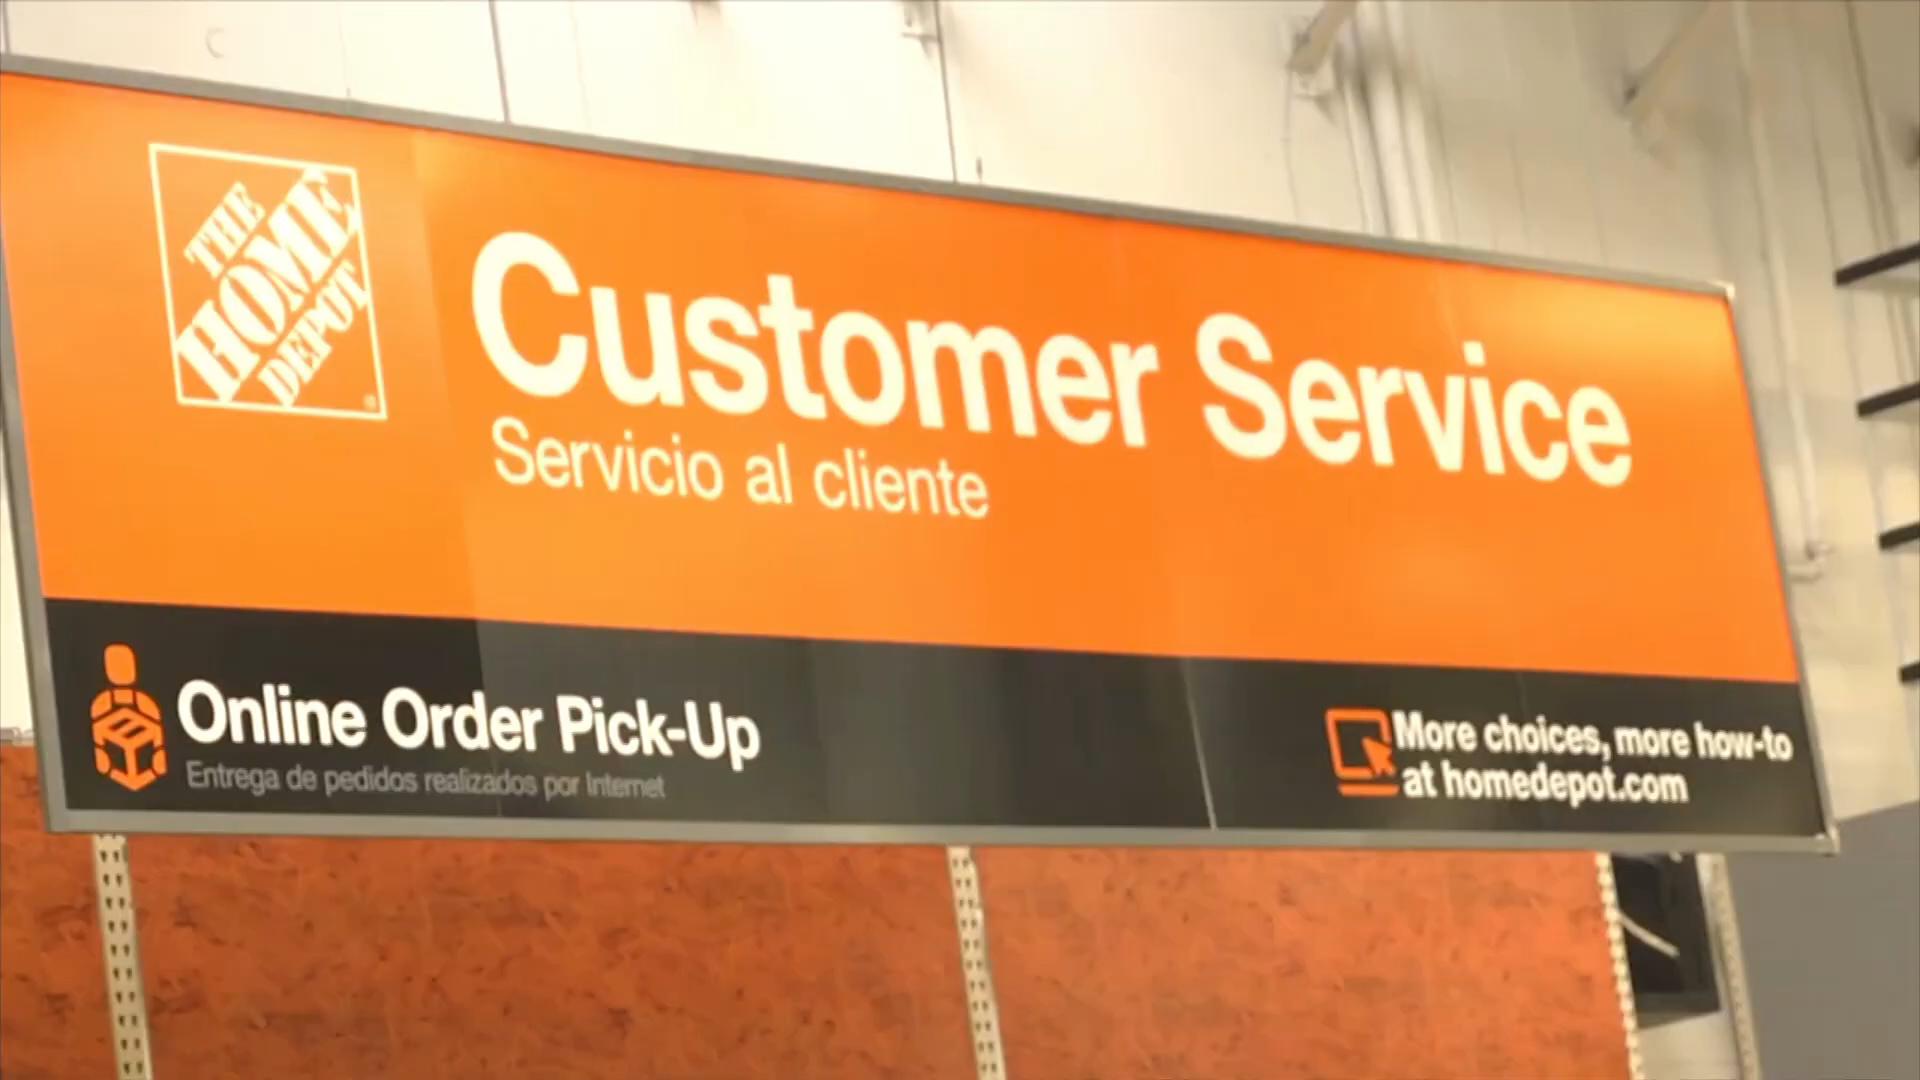 THE
HOME
DEPOT
Customer Service
Servicio al cliente
Online Order Pick-Up
Entrega de pedidos realizados por Internet
More choices, more how-to
at homedepot.com